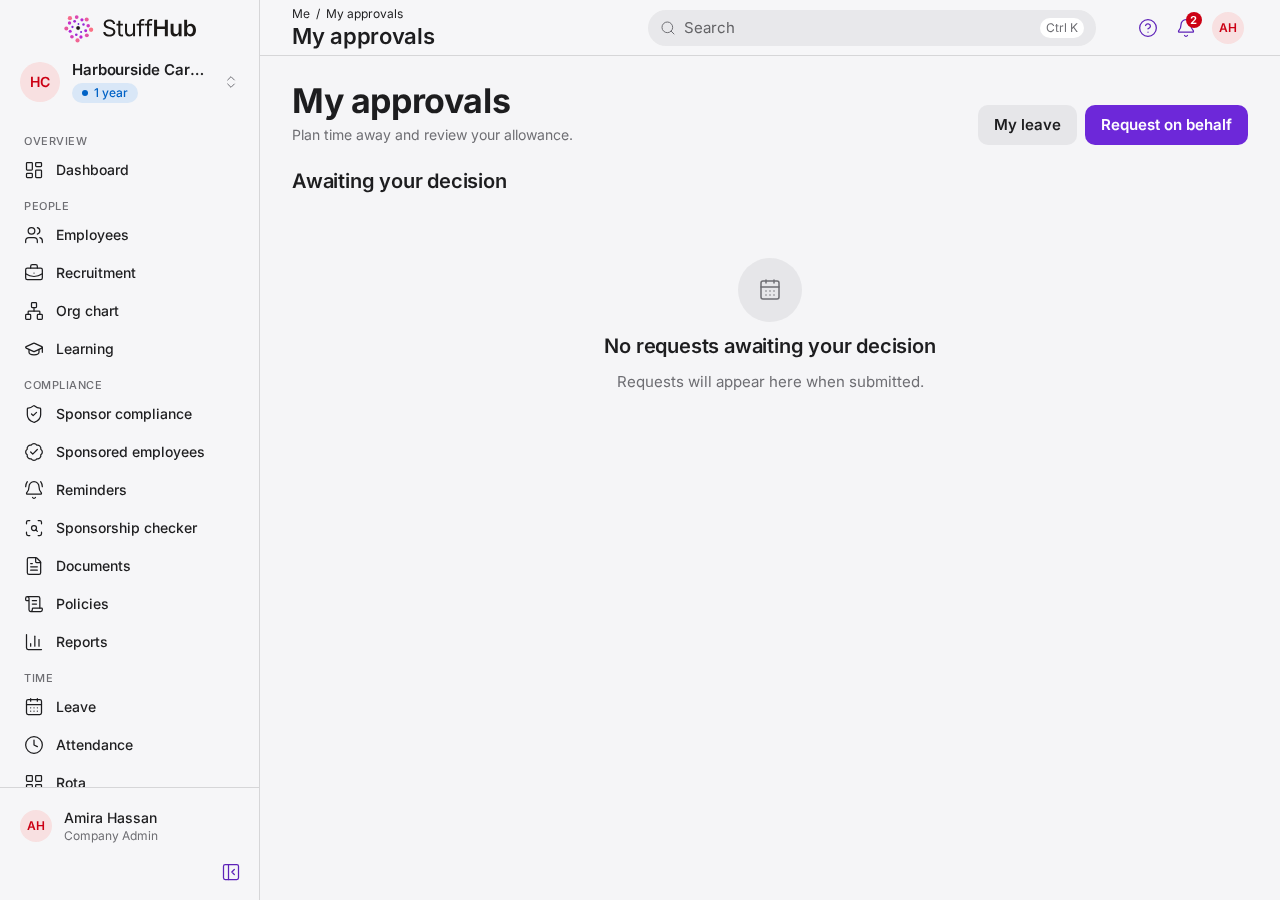 StuffHub
HC
Harbourside Car...
1 year
OVERVIEW
Dashboard
PEOPLE
Employees
Recruitment
Org chart
Learning
COMPLIANCE
Sponsor compliance
Sponsored employees
Reminders
Sponsorship checker
Documents
Policies
Reports
TIME
Leave
Attendance
Rota
AH
Amira Hassan
Company Admin
Me / My approvals
My approvals
Search
Ctrl K
2
AH
My approvals
Plan time away and review your allowance.
My leave
Request on behalf
Awaiting your decision
No requests awaiting your decision
Requests will appear here when submitted.